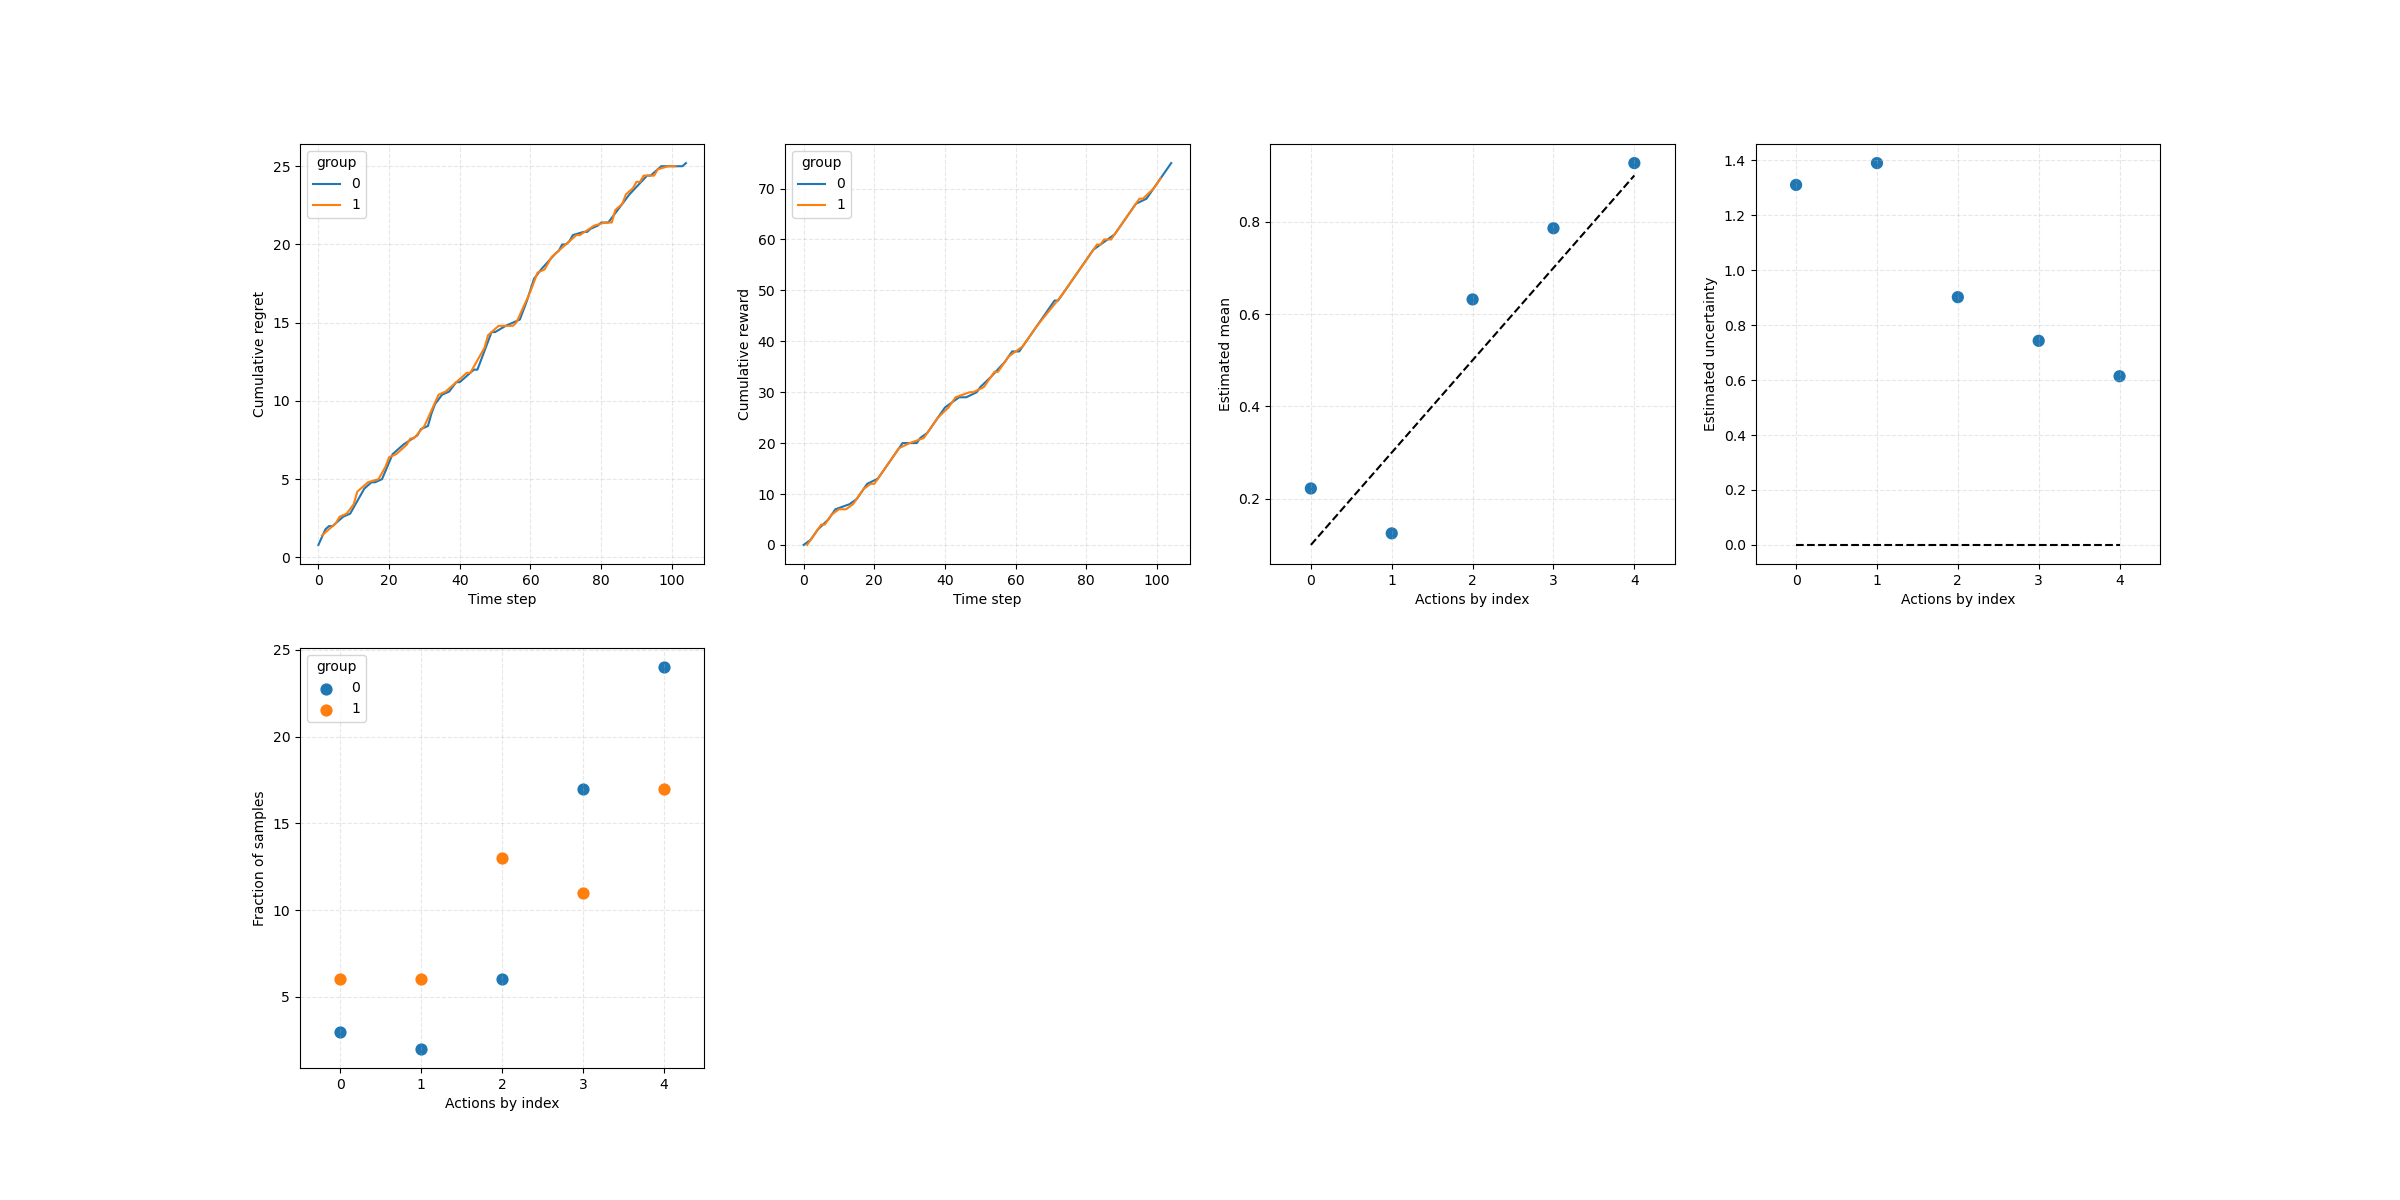 group
0
1
25
20
15
10
5
0
Cumulative regret
0 20 40 60 80 100
Time step
group
0
1
70
60
50
40
30
20
10
0
Cumulative reward
0 20 40 60 80 100
Time step
0.8
0.6
0.4
0.2
Estimated mean
0 1 2 3 4
Actions by index
1.4
1.2
1.0
0.8
0.6
0.4
0.2
0.0
Estimated uncertainty
0 1 2 3 4
Actions by index
group
0
1
25
20
15
10
5
Fraction of samples
0 1 2 3 4
Actions by index